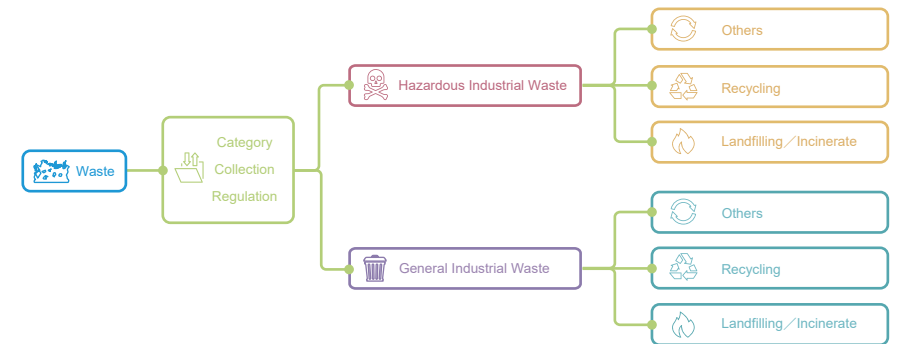 Waste
Category
Collection
Regulation
Hazardous Industrial Waste
Others
Recycling
Landfilling／Incinerate
General Industrial Waste
Others
Recycling
Landfilling／Incinerate